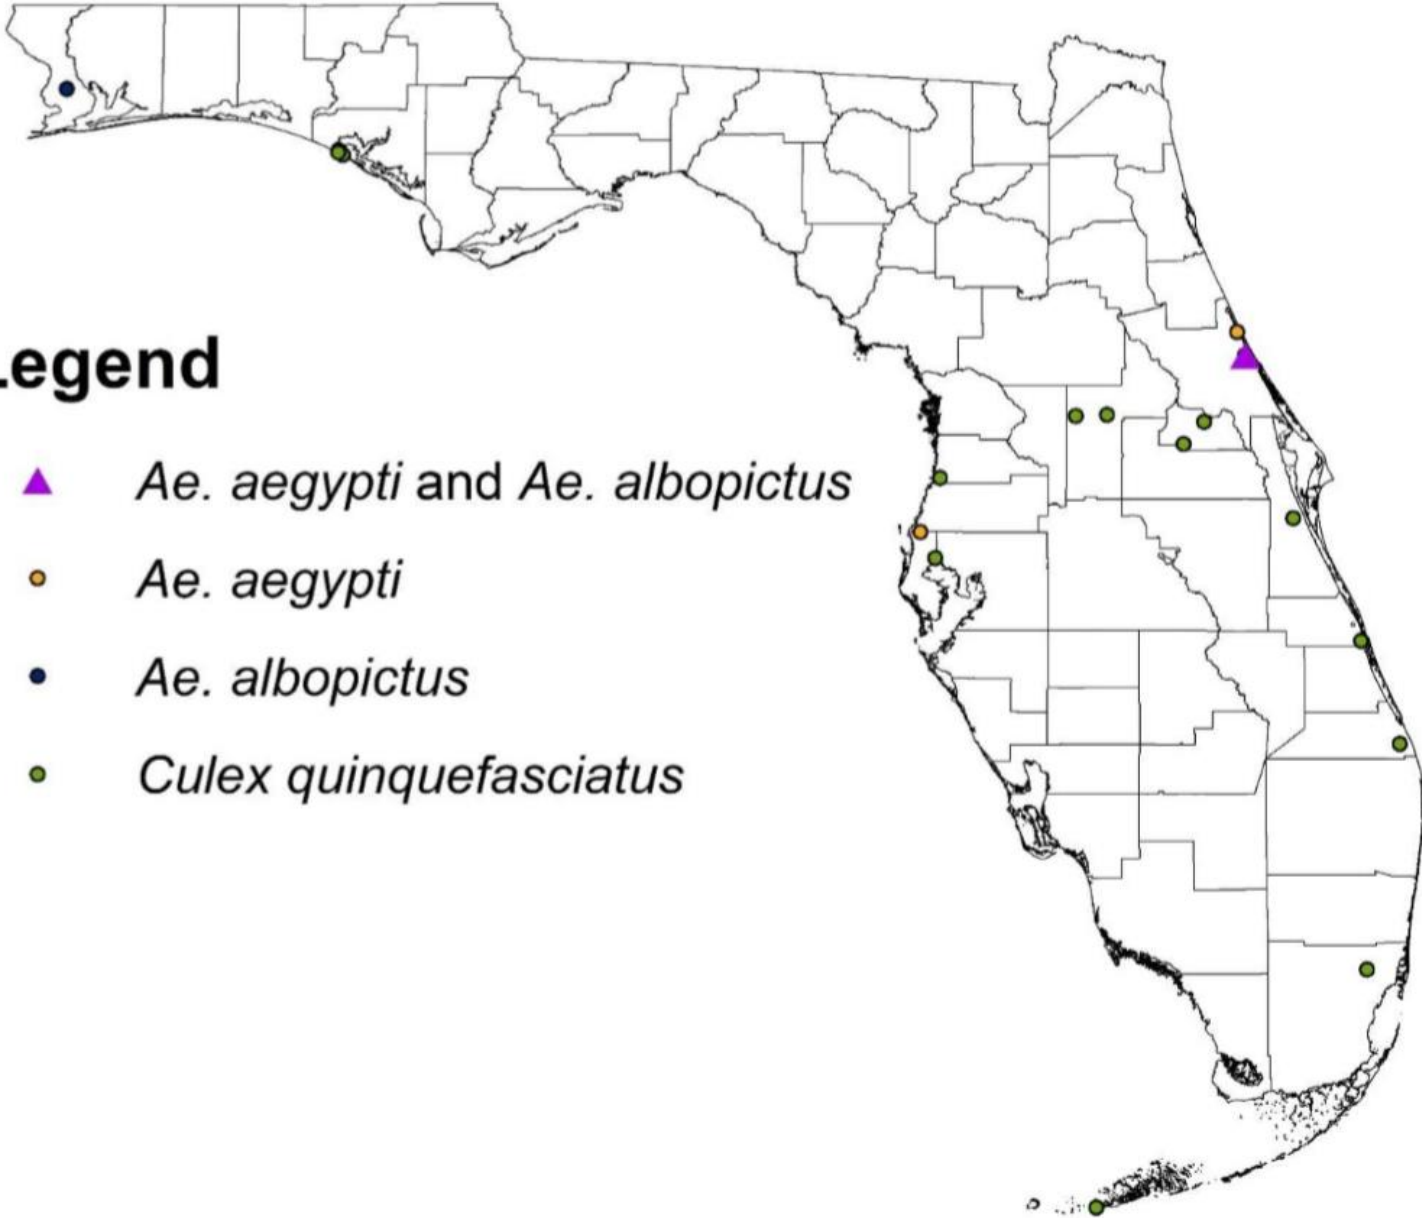 Legend
Ae. aegypti and Ae. albopictus
Ae. aegypti
Ae. albopictus
Culex quinquefasciatus